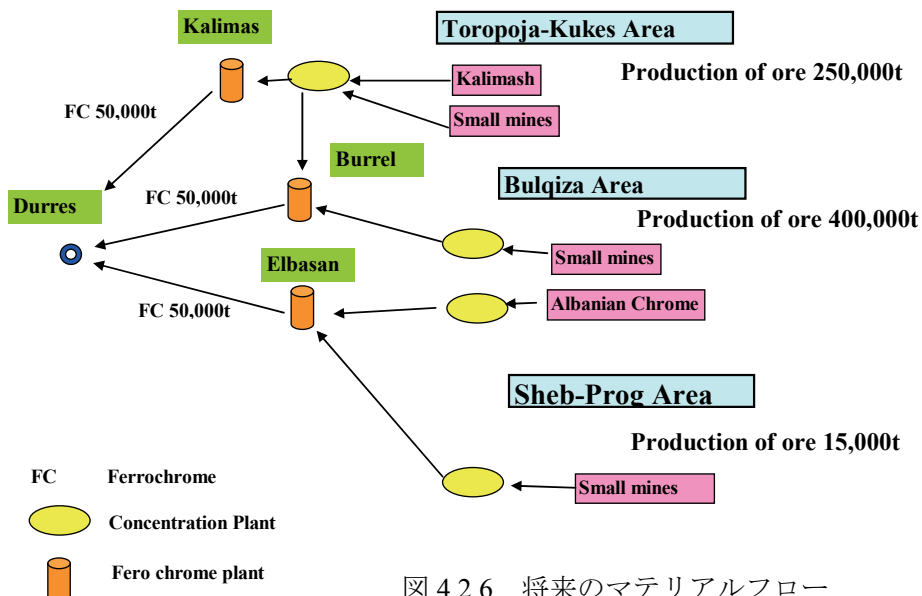 Kalimas
Toropoja-Kukes Area
Production of ore 250,000t
Kalimash
FC 50,000t
Small mines
Burrel
Bulqiza Area
Durres
FC 50,000t
Production of ore 400,000t
Small mines
Elbasan
Albanian Chrome
FC 50,000t
Sheb-Prog Area
Production of ore 15,000t
FC Ferrochrome
Small mines
Concentration Plant
Fero chrome plant
図 4.2.6 将来のマテリアルフロー